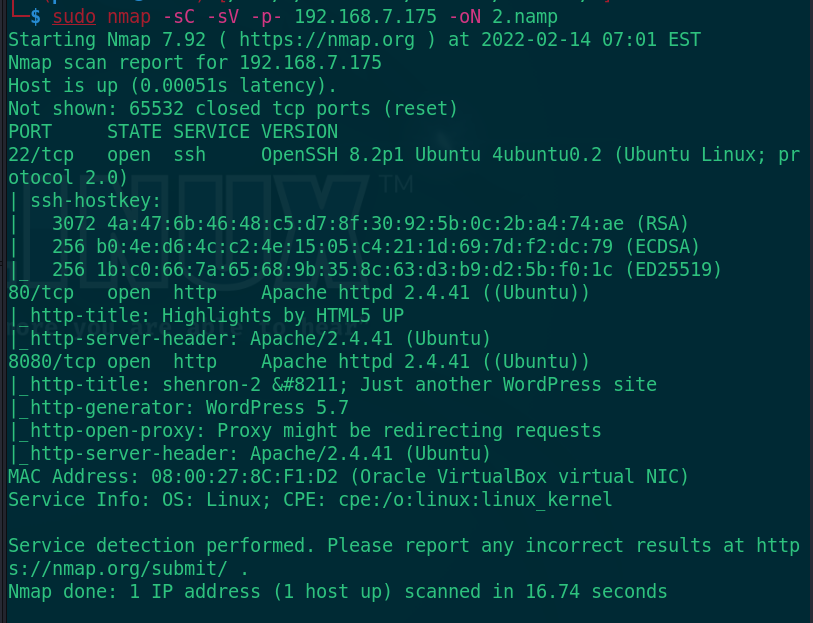 └─$ sudo nmap -sC -sV -p- 192.168.7.175 -oN 2.namp
Starting Nmap 7.92 ( https://nmap.org ) at 2022-02-14 07:01 EST
Nmap scan report for 192.168.7.175
Host is up (0.00051s latency).
Not shown: 65532 closed tcp ports (reset)
PORT     STATE SERVICE VERSION
22/tcp   open  ssh     OpenSSH 8.2p1 Ubuntu 4ubuntu0.2 (Ubuntu Linux; pr
otocol 2.0)
| ssh-hostkey:
|   3072 4a:47:6b:46:48:c5:d7:8f:30:92:5b:0c:2b:a4:74:ae (RSA)
|   256 b0:4e:d6:4c:c2:4e:15:05:c4:21:1d:69:7d:f2:dc:79 (ECDSA)
|_  256 1b:c0:66:7a:65:68:9b:35:8c:63:d3:b9:d2:5b:f0:1c (ED25519)
80/tcp   open  http    Apache httpd 2.4.41 ((Ubuntu))
|_http-title: Highlights by HTML5 UP
|_http-server-header: Apache/2.4.41 (Ubuntu)
8080/tcp open  http    Apache httpd 2.4.41 ((Ubuntu))
|_http-title: shenron-2 &#8211; Just another WordPress site
|_http-generator: WordPress 5.7
|_http-open-proxy: Proxy might be redirecting requests
|_http-server-header: Apache/2.4.41 (Ubuntu)
MAC Address: 08:00:27:8C:F1:D2 (Oracle VirtualBox virtual NIC)
Service Info: OS: Linux; CPE: cpe:/o:linux:linux_kernel

Service detection performed. Please report any incorrect results at http
s://nmap.org/submit/ .
Nmap done: 1 IP address (1 host up) scanned in 16.74 seconds